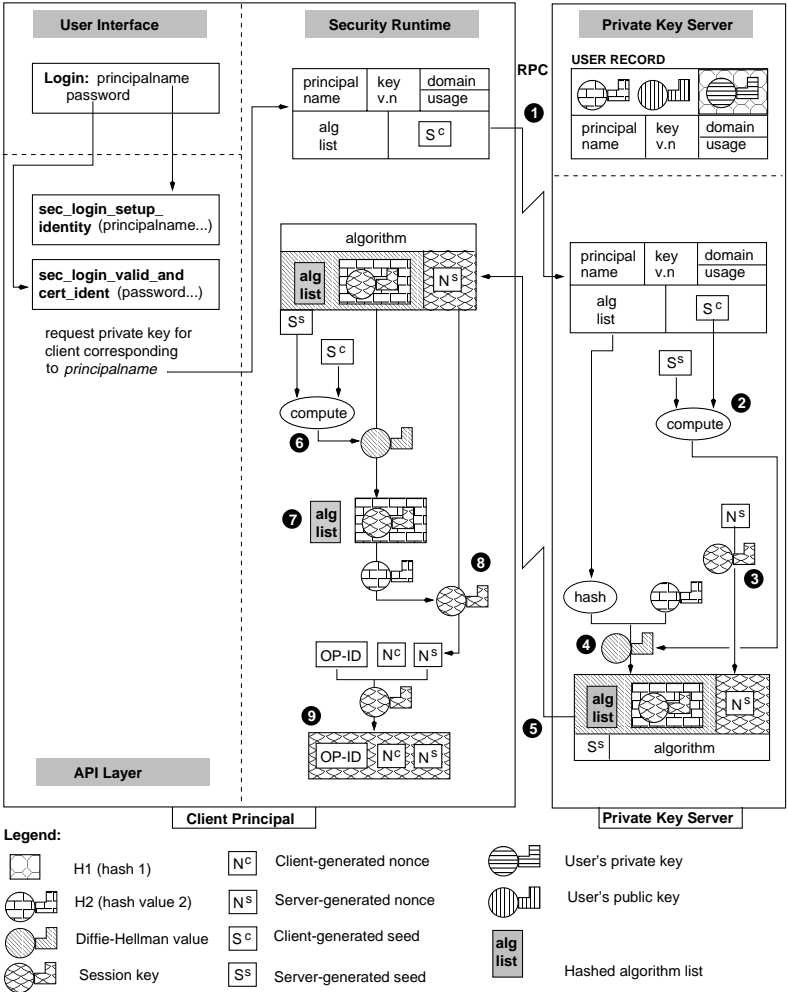 User Interface
Security Runtime
Private Key Server
Login: principalname
password
sec_login_setup_
identity (principalname...)
sec_login_valid_and
cert_ident (password...)
request private key for
client corresponding
to principalname
API Layer
principal
name
key
v.n
domain
usage
alg
list
S c
RPC
1
USER RECORD
principal
name
key
v.n
domain
usage
algorithm
alg
list
N s
S s
S c
compute
6
7
alg
list
8
OP-ID
N c
N s
9
OP-ID
N c
N s
principal
name
key
v.n
domain
usage
alg
list
S c
S s
2
compute
N s
3
hash
4
5
alg
list
N s
S s
algorithm
Client Principal
Private Key Server
Legend:
H1 (hash 1)
H2 (hash value 2)
Diffie-Hellman value
Session key
N c
Client-generated nonce
N s
Server-generated nonce
S c
Client-generated seed
S s
Server-generated seed
User's private key
User's public key
alg
list
Hashed algorithm list